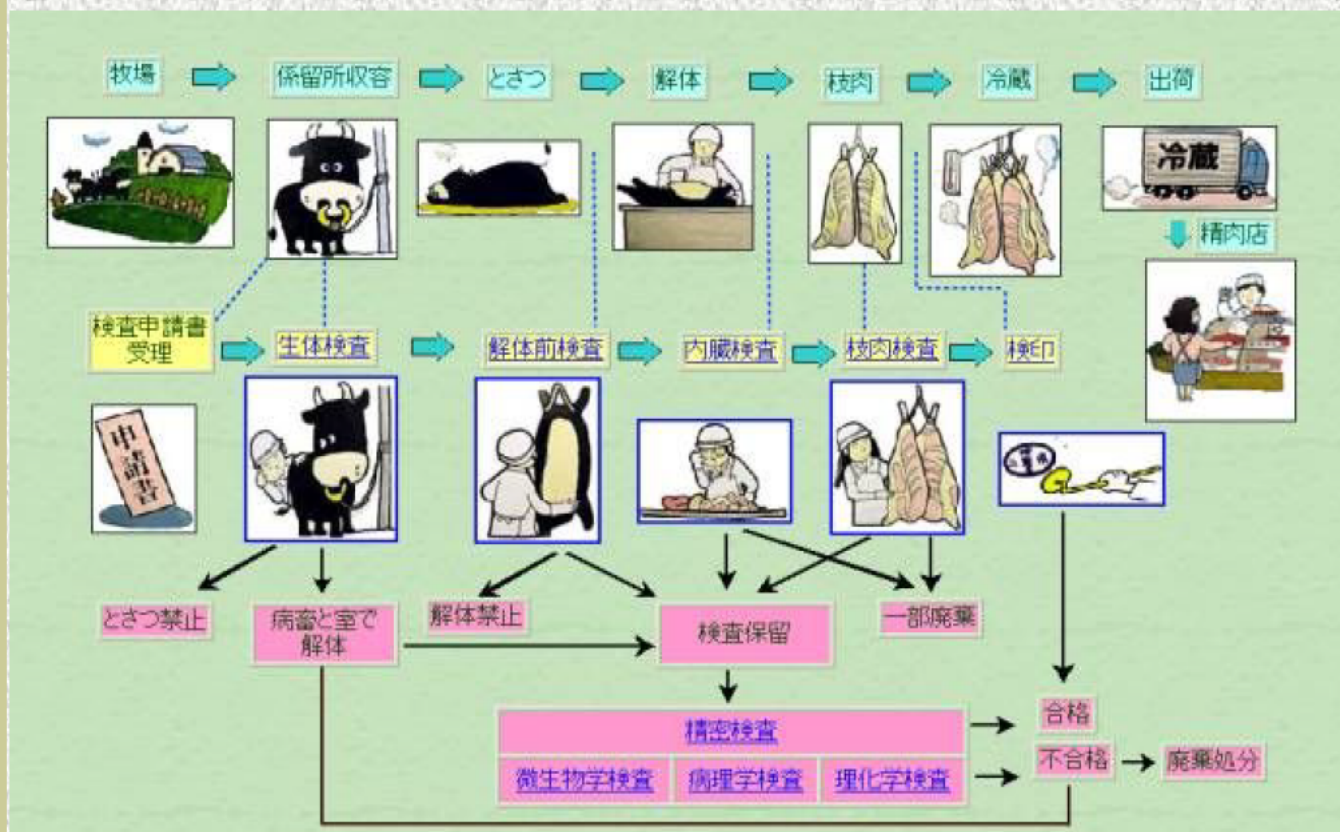 牧場
係留所収容
とさつ
解体
枝肉
冷蔵
出荷
冷蔵
精肉店
検査申請書
受理
生体検査
解体前検査
内臓検査
枝肉検査
検印
申請書
とさつ禁止
病畜と室で
解体
解体禁止
検査保留
一部廃棄
精密検査
微生物学検査
病理学検査
理化学検査
合格
不合格
廃棄処分